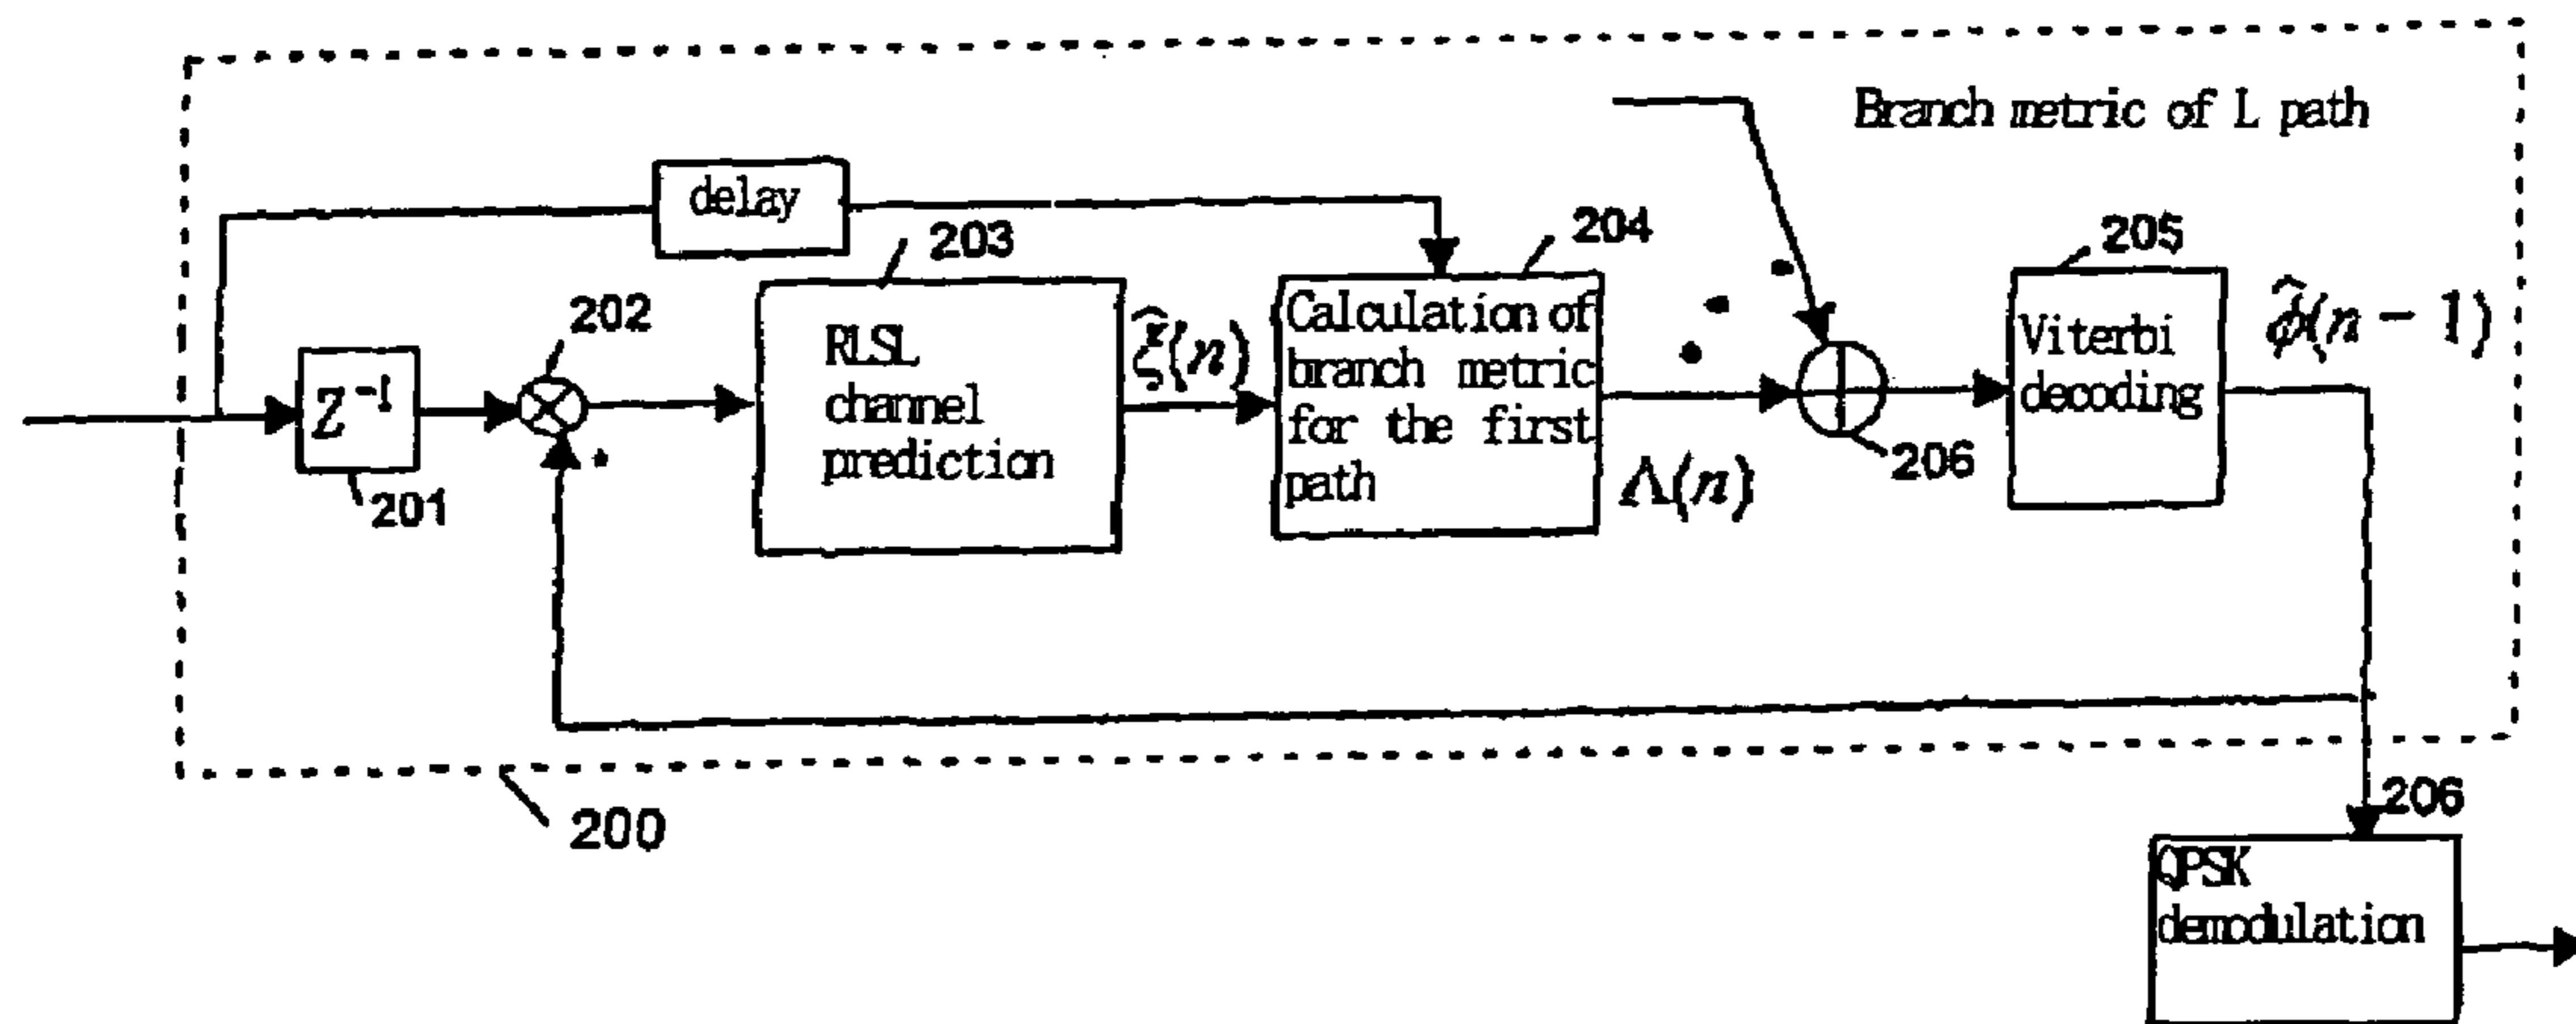 Branch metric of L path
delay
203
204
205
202
Z⁻¹
201
RLSL
channel
prediction
ξ̂(n)
Calculation of
branch metric
for the first
path
Λ(n)
206
Viterbi
decoding
φ̂(n − 1)
200
206
QPSK
demodulation